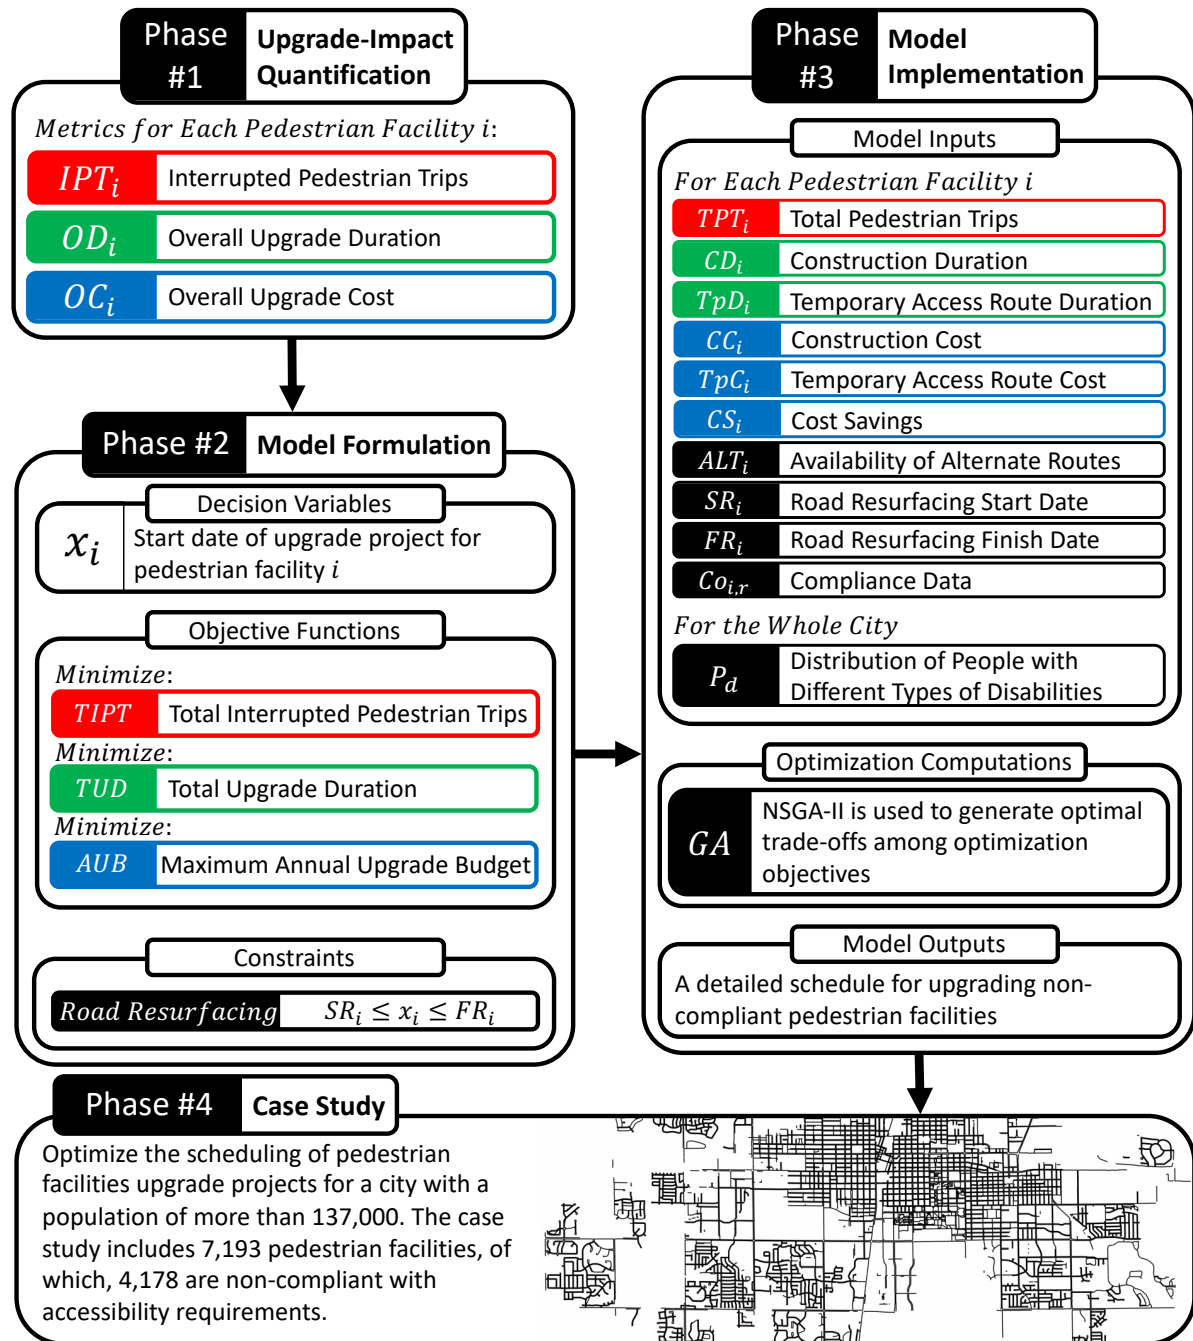 Phase #1
Upgrade-Impact Quantification
Metrics for Each Pedestrian Facility i:
IPT_i Interrupted Pedestrian Trips
OD_i Overall Upgrade Duration
OC_i Overall Upgrade Cost
Phase #2 Model Formulation
Decision Variables
x_i Start date of upgrade project for
pedestrian facility i
Objective Functions
Minimize:
TIPT Total Interrupted Pedestrian Trips
Minimize:
TUD Total Upgrade Duration
Minimize:
AUB Maximum Annual Upgrade Budget
Constraints
Road Resurfacing SR_i ≤ x_i ≤ FR_i
Phase #3
Model Implementation
Model Inputs
For Each Pedestrian Facility i
TPT_i Total Pedestrian Trips
CD_i Construction Duration
TpD_i Temporary Access Route Duration
CC_i Construction Cost
TpC_i Temporary Access Route Cost
CS_i Cost Savings
ALT_i Availability of Alternate Routes
SR_i Road Resurfacing Start Date
FR_i Road Resurfacing Finish Date
Co_{i,r} Compliance Data
For the Whole City
P_d Distribution of People with
Different Types of Disabilities
Optimization Computations
GA NSGA-II is used to generate optimal
trade-offs among optimization
objectives
Model Outputs
A detailed schedule for upgrading non-
compliant pedestrian facilities
Phase #4 Case Study
Optimize the scheduling of pedestrian
facilities upgrade projects for a city with a
population of more than 137,000. The case
study includes 7,193 pedestrian facilities, of
which, 4,178 are non-compliant with
accessibility requirements.